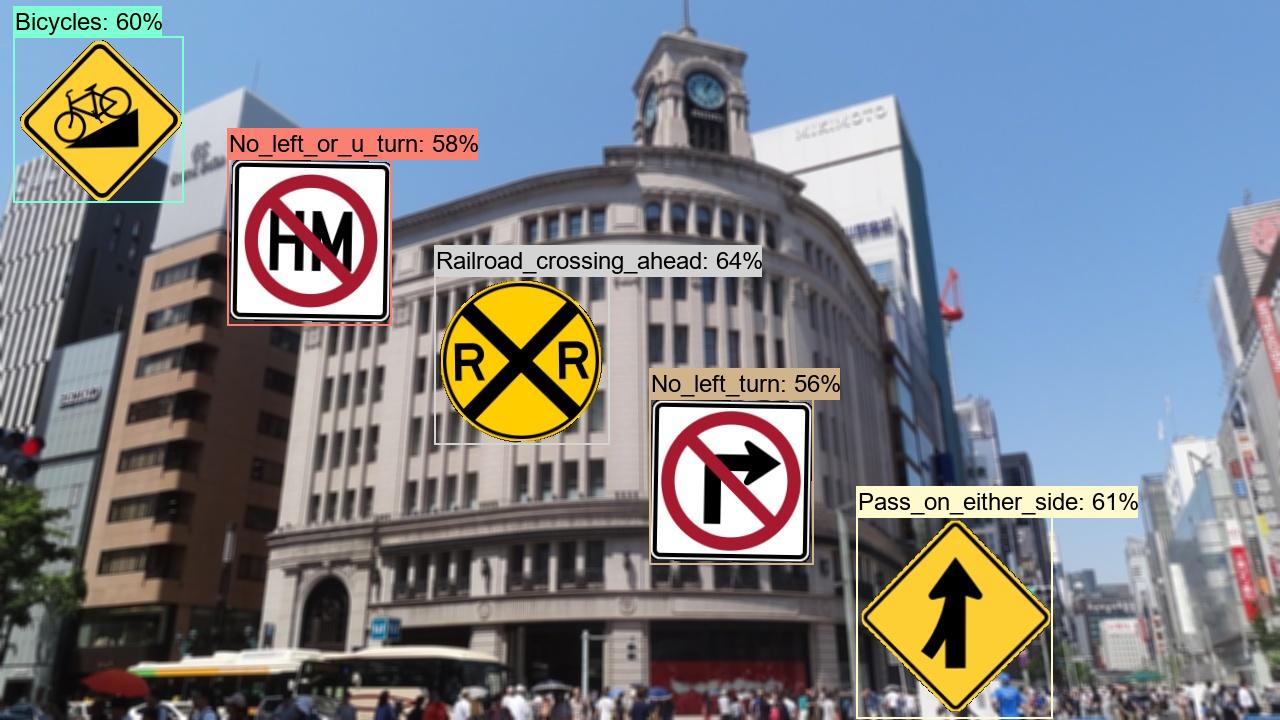 Bicycles: 60%
No_left_or_u_turn: 58%
HM
MIKIMOTO
Railroad_crossing_ahead: 64%
R R
No_left_turn: 56%
Pass_on_either_side: 61%